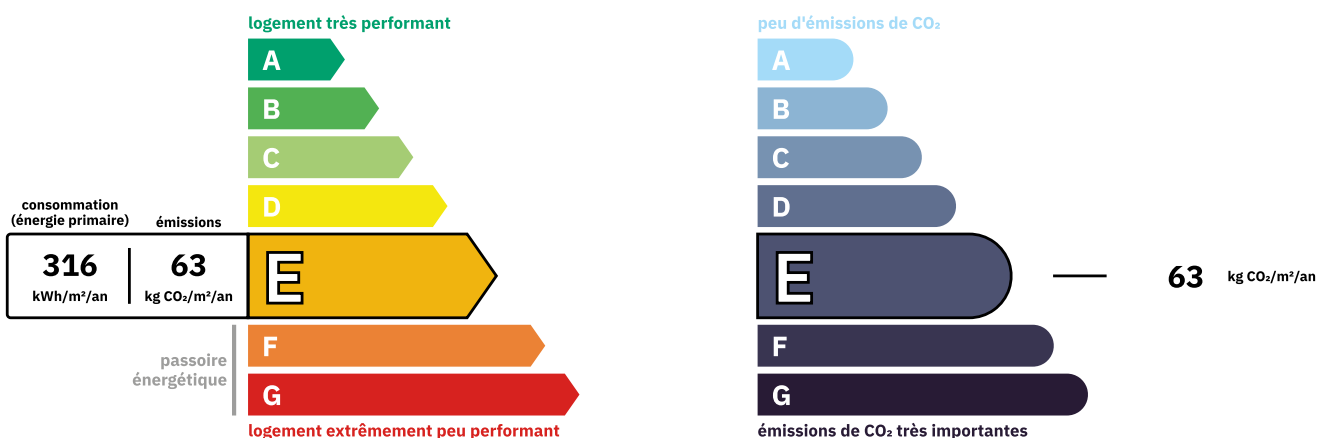 logement très performant
A
B
C
D
consommation
(énergie primaire)
émissions
316
kWh/m²/an
63
kg CO₂/m²/an
E
passoire
énergétique
F
G
logement extrêmement peu performant
peu d'émissions de CO₂
A
B
C
D
E
63 kg CO₂/m²/an
F
G
émissions de CO₂ très importantes